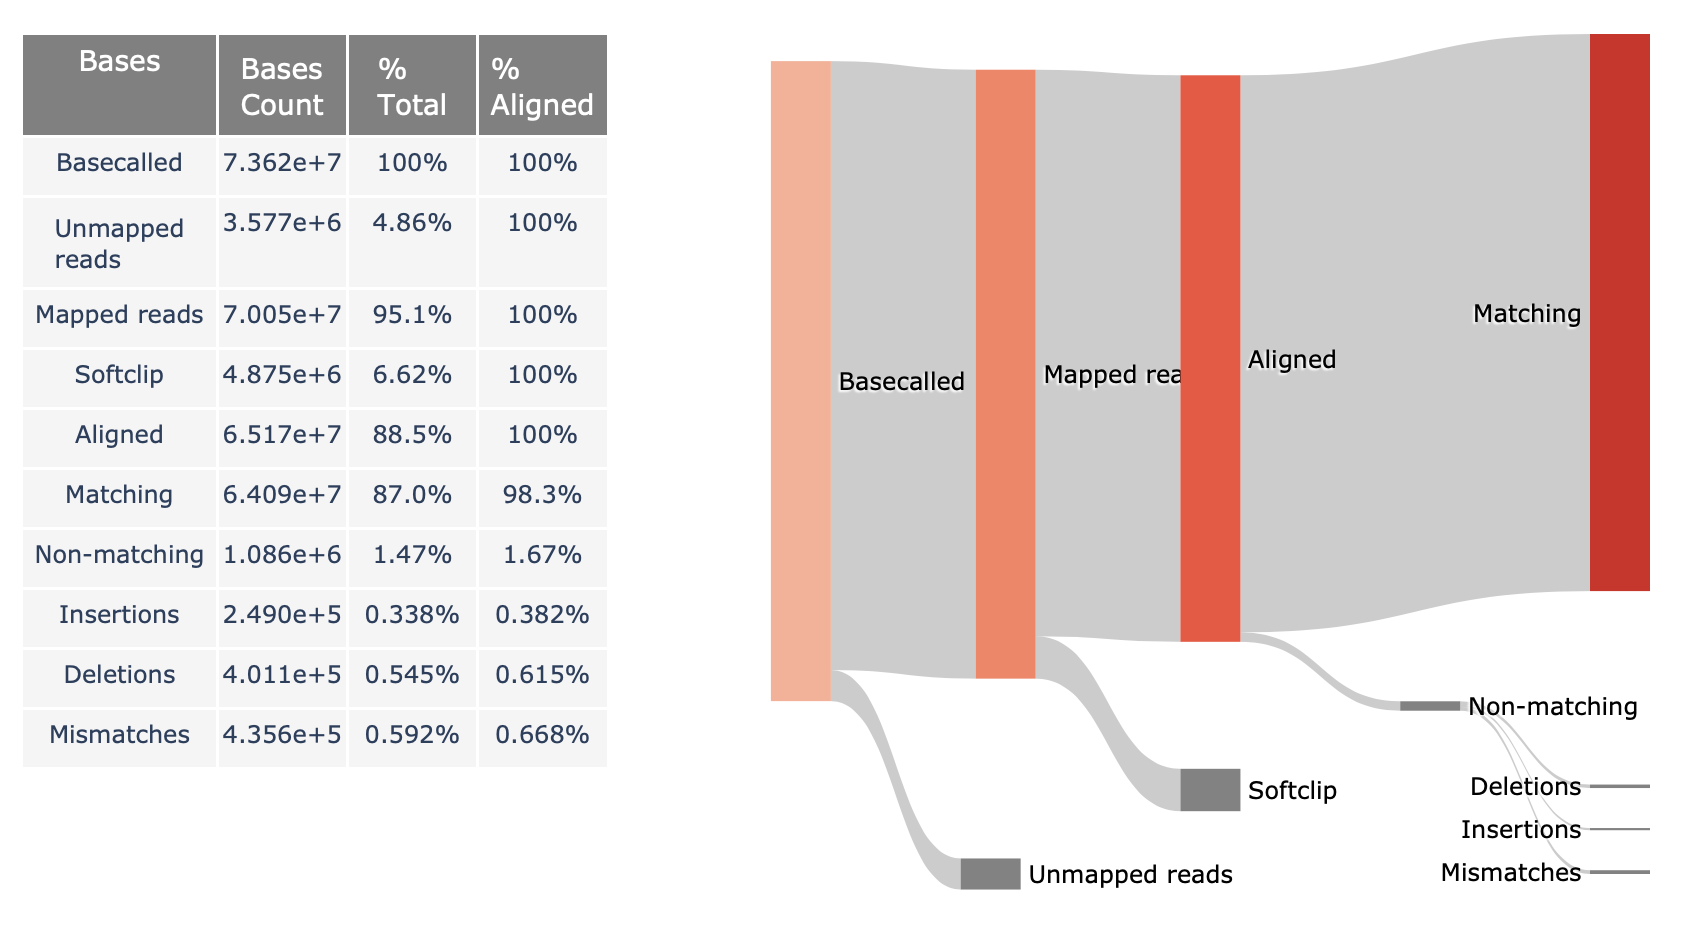 Bases Bases Count % Total % Aligned
Basecalled 7.362e+7 100% 100%
Unmapped reads 3.577e+6 4.86% 100%
Mapped reads 7.005e+7 95.1% 100%
Softclip 4.875e+6 6.62% 100%
Aligned 6.517e+7 88.5% 100%
Matching 6.409e+7 87.0% 98.3%
Non-matching 1.086e+6 1.47% 1.67%
Insertions 2.490e+5 0.338% 0.382%
Deletions 4.011e+5 0.545% 0.615%
Mismatches 4.356e+5 0.592% 0.668%
Basecalled
Mapped rea
Aligned
Matching
Non-matching
Softclip
Deletions
Insertions
Mismatches
Unmapped reads